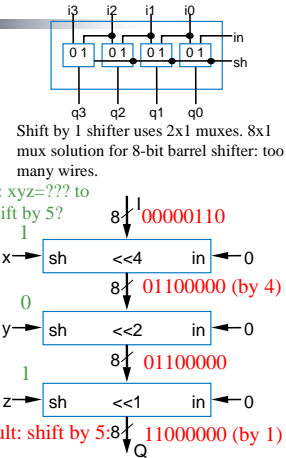 i3 i2 i1 i0
0 1 0 1 0 1 0 1 in
sh
q3 q2 q1 q0
Shift by 1 shifter uses 2x1 muxes. 8x1
mux solution for 8-bit barrel shifter: too
many wires.
: xyz=??? to
ift by 5?
I
8 00000110
1
x sh <<4 in 0
8 01100000 (by 4)
0
y sh <<2 in 0
8 01100000
1
z sh <<1 in 0
ult: shift by 5: 8 11000000 (by 1)
Q